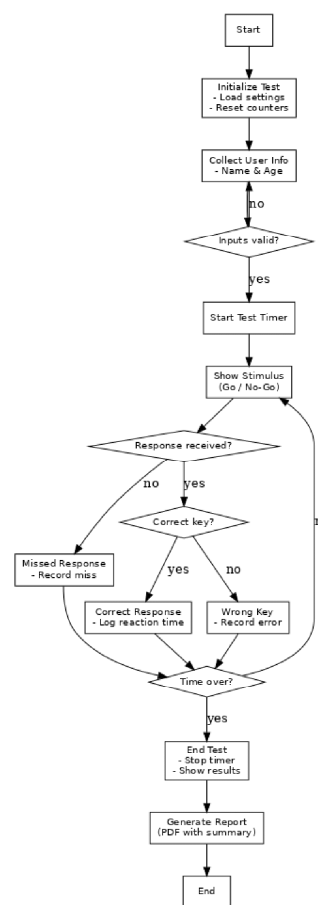 Start
Initialize Test
- Load settings
- Reset counters
Collect User Info
- Name & Age
no
Inputs valid?
yes
Start Test Timer
Show Stimulus
(Go / No-Go)
Response received?
no
yes
Correct key?
Missed Response
- Record miss
yes
no
Correct Response
- Log reaction time
Wrong Key
- Record error
Time over?
yes
End Test
- Stop timer
- Show results
Generate Report
(PDF with summary)
End